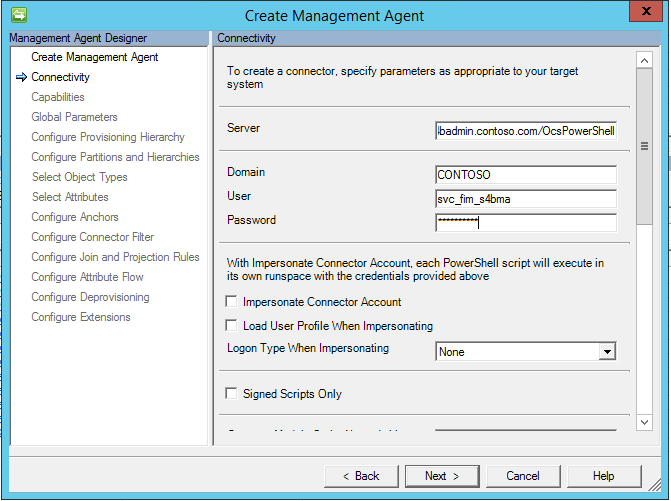 Create Management Agent
x
Management Agent Designer
Create Management Agent
Connectivity
Capabilities
Global Parameters
Configure Provisioning Hierarchy
Configure Partitions and Hierarchies
Select Object Types
Select Attributes
Configure Anchors
Configure Connector Filter
Configure Join and Projection Rules
Configure Attribute Flow
Configure Deprovisioning
Configure Extensions
Connectivity
To create a connector, specify parameters as appropriate to your target
system
Server
ibadmin.contoso.com/OcsPowerShell
Domain
CONTOSO
User
svc_fim_s4bma
Password
**********
With Impersonate Connector Account, each PowerShell script will execute in
its own runspace with the credentials provided above
Impersonate Connector Account
Load User Profile When Impersonating
Logon Type When Impersonating
None
Signed Scripts Only
< Back
Next >
Cancel
Help